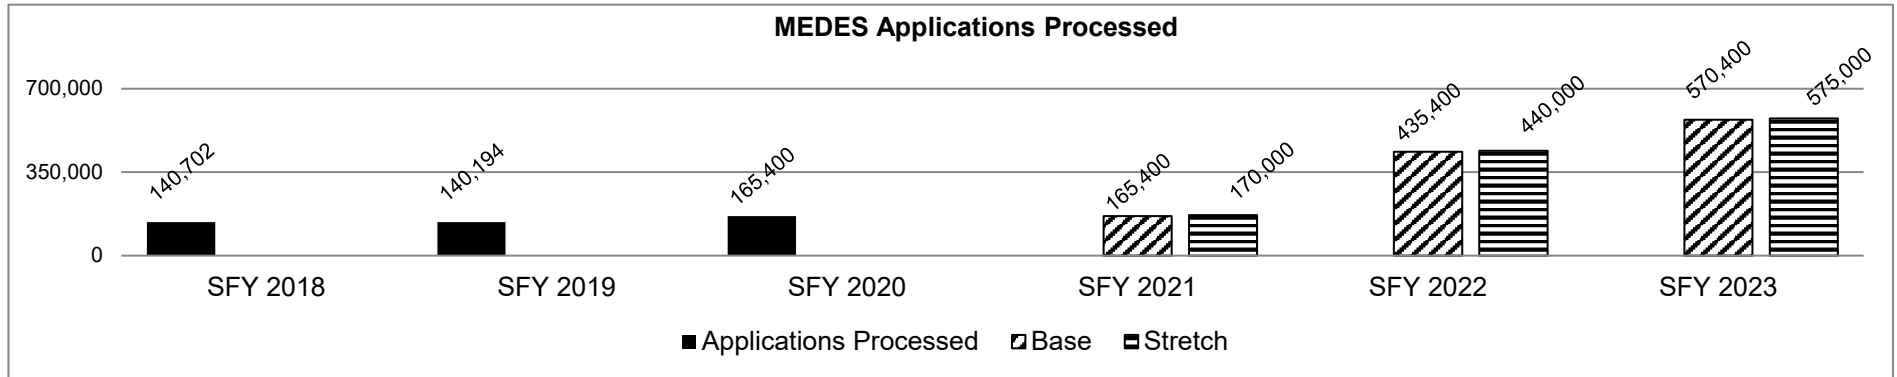 MEDES Applications Processed
700,000
350,000
0
140,702
140,194
165,400
165,400
170,000
435,400
440,000
570,400
575,000
SFY 2018
SFY 2019
SFY 2020
SFY 2021
SFY 2022
SFY 2023
Applications Processed
Base
Stretch